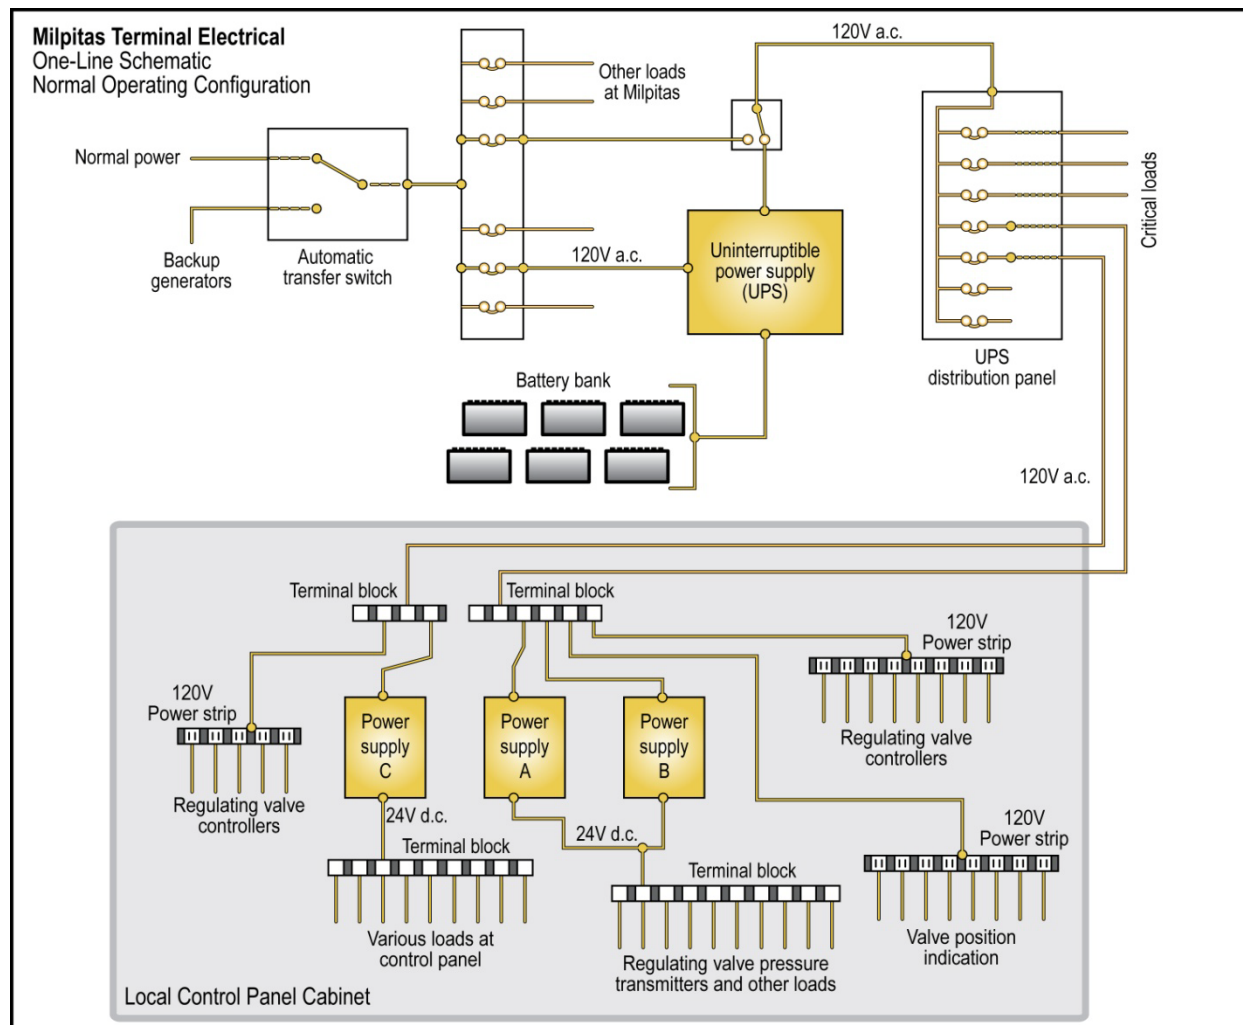 Milpitas Terminal Electrical
One-Line Schematic
Normal Operating Configuration
120V a.c.
Other loads
at Milpitas
Normal power
Backup
generators
Automatic
transfer switch
120V a.c.
Uninterruptible
power supply
(UPS)
Critical loads
UPS
distribution panel
Battery bank
120V a.c.
Terminal block
Terminal block
120V
Power strip
Regulating valve
controllers
120V
Power strip
Regulating valve
controllers
Power
supply
C
Power
supply
A
Power
supply
B
24V d.c.
24V d.c.
Terminal block
Various loads at
control panel
Terminal block
Regulating valve pressure
transmitters and other loads
120V
Power strip
Valve position
indication
Local Control Panel Cabinet